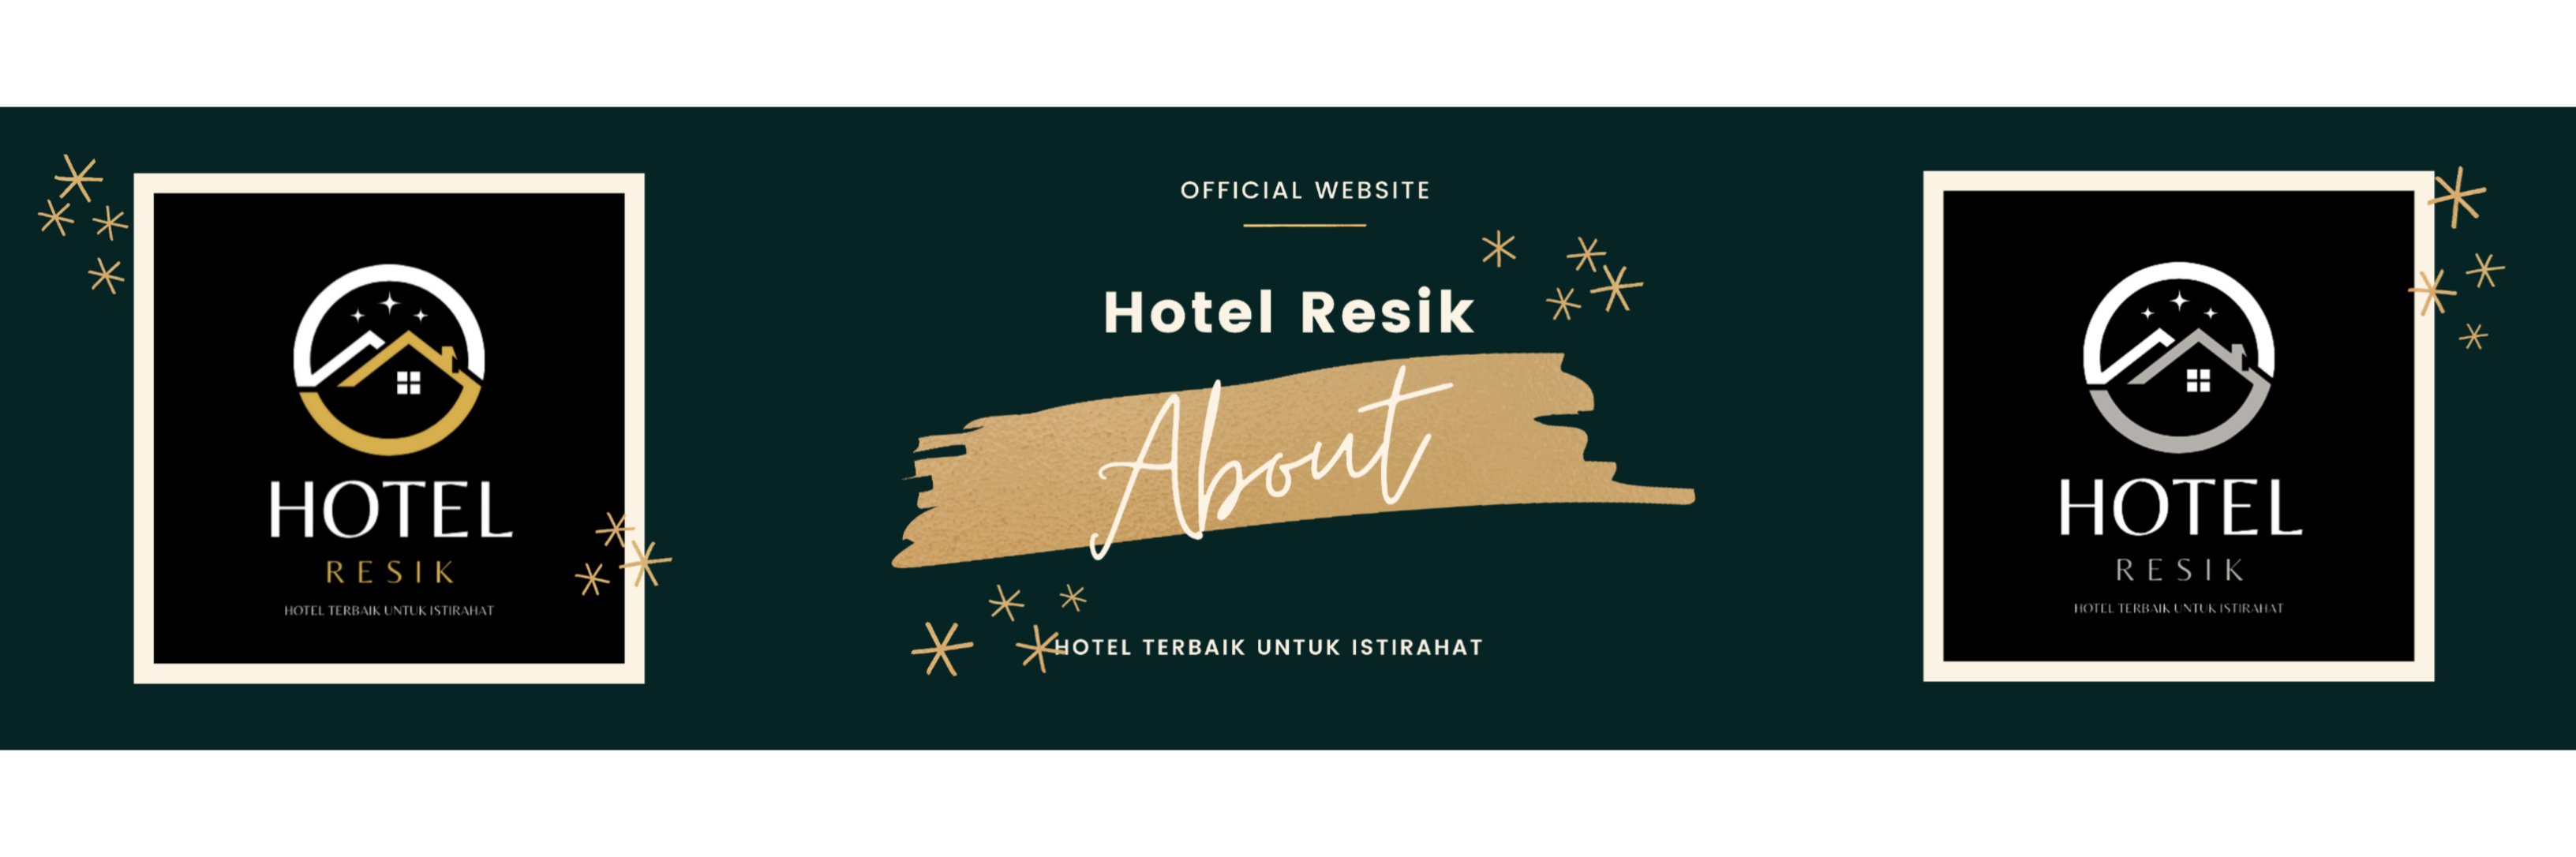 HOTEL
RESIK
HOTEL TERBAIK UNTUK ISTIRAHAT
OFFICIAL WEBSITE
Hotel Resik
About
HOTEL TERBAIK UNTUK ISTIRAHAT
HOTEL
RESIK
HOTEL TERBAIK UNTUK ISTIRAHAT